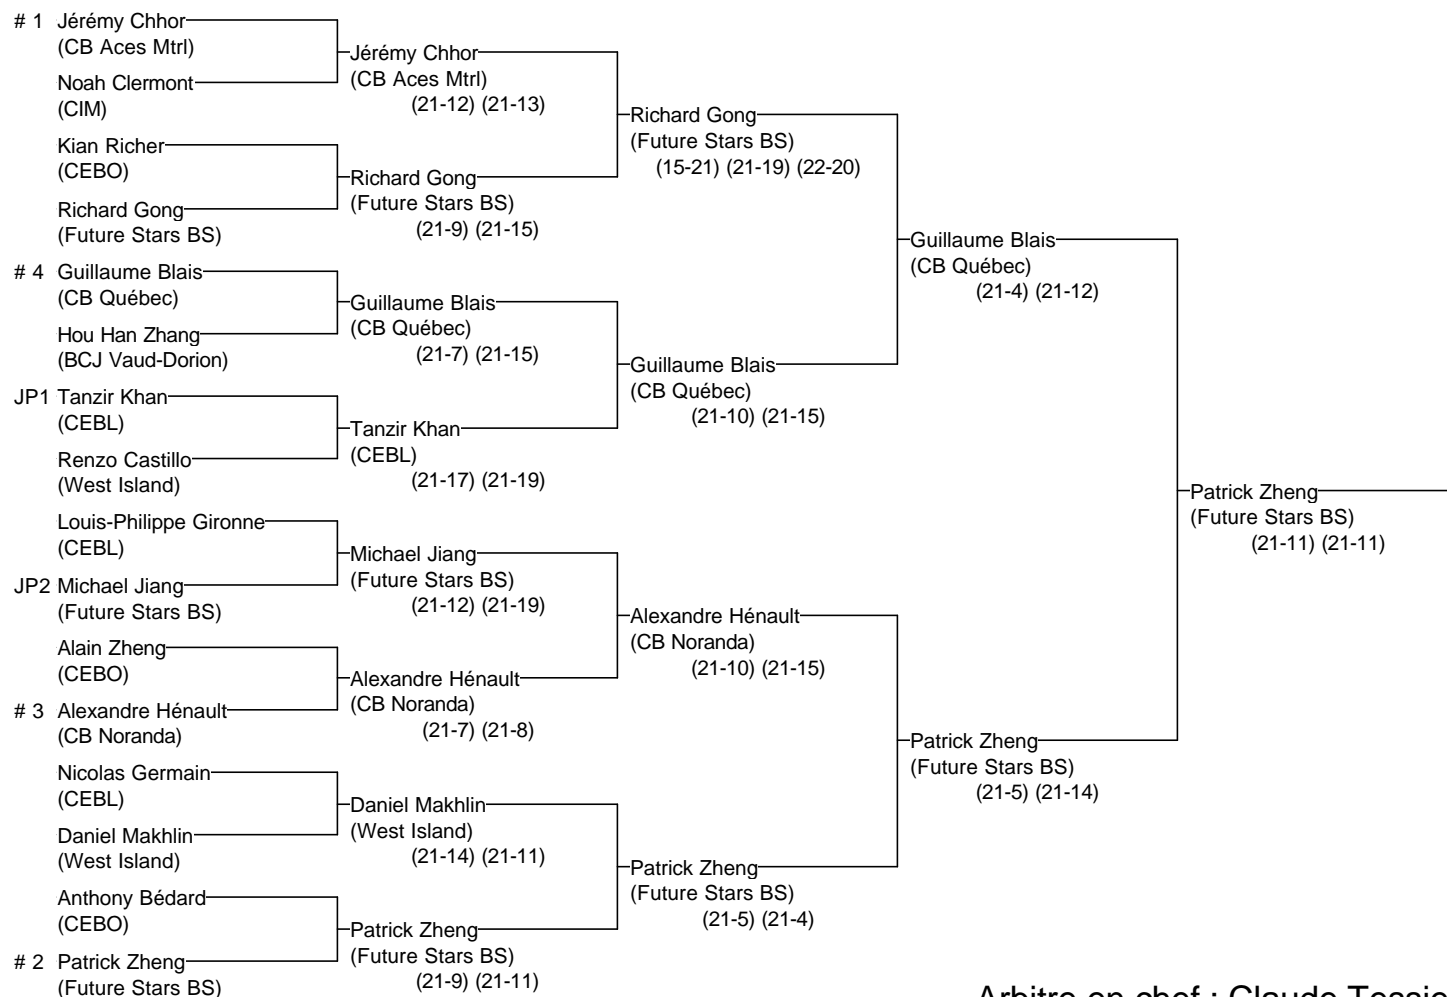 # 1 Jérémy Chhor
(CB Aces Mtrl)
Noah Clermont
(CIM)
Kian Richer
(CEBO)
Richard Gong
(Future Stars BS)
# 4 Guillaume Blais
(CB Québec)
Hou Han Zhang
(BCJ Vaud-Dorion)
JP1 Tanzir Khan
(CEBL)
Renzo Castillo
(West Island)
Louis-Philippe Gironne
(CEBL)
JP2 Michael Jiang
(Future Stars BS)
Alain Zheng
(CEBO)
# 3 Alexandre Hénault
(CB Noranda)
Nicolas Germain
(CEBL)
Daniel Makhlin
(West Island)
Anthony Bédard
(CEBO)
# 2 Patrick Zheng
(Future Stars BS)
Jérémy Chhor
(CB Aces Mtrl)
(21-12) (21-13)
Richard Gong
(Future Stars BS)
(21-9) (21-15)
Guillaume Blais
(CB Québec)
(21-7) (21-15)
Tanzir Khan
(CEBL)
(21-17) (21-19)
Michael Jiang
(Future Stars BS)
(21-12) (21-19)
Alexandre Hénault
(CB Noranda)
(21-7) (21-8)
Daniel Makhlin
(West Island)
(21-14) (21-11)
Patrick Zheng
(Future Stars BS)
(21-9) (21-11)
Richard Gong
(Future Stars BS)
(15-21) (21-19) (22-20)
Guillaume Blais
(CB Québec)
(21-10) (21-15)
Alexandre Hénault
(CB Noranda)
(21-10) (21-15)
Patrick Zheng
(Future Stars BS)
(21-5) (21-4)
Guillaume Blais
(CB Québec)
(21-4) (21-12)
Patrick Zheng
(Future Stars BS)
(21-5) (21-14)
Patrick Zheng
(Future Stars BS)
(21-11) (21-11)
Arbitre en chef : Claude